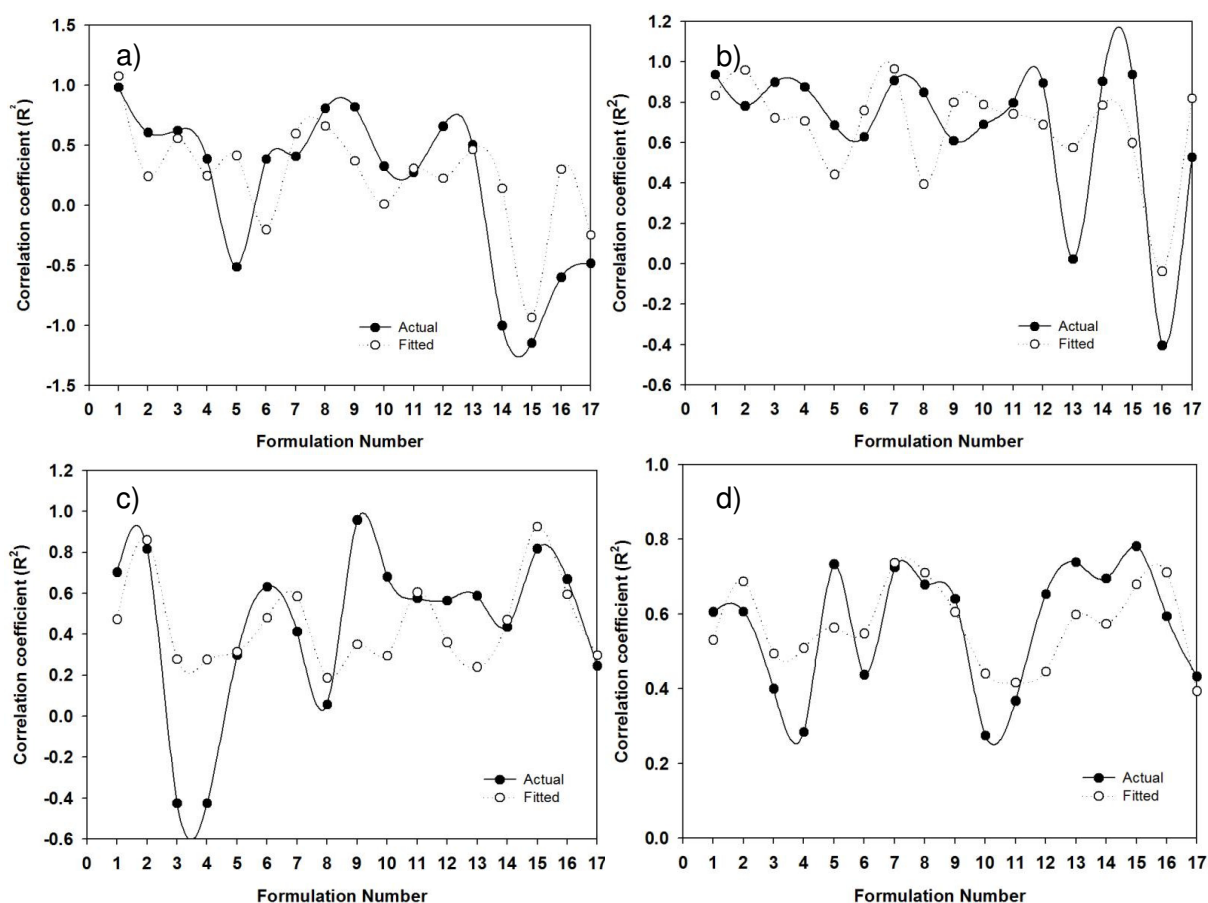 a)
Correlation coefficient (R²)
1.5
1.0
0.5
0.0
-0.5
-1.0
-1.5
Actual
Fitted
0 1 2 3 4 5 6 7 8 9 10 11 12 13 14 15 16 17
Formulation Number
b)
Correlation coefficient (R²)
1.2
1.0
0.8
0.6
0.4
0.2
0.0
-0.2
-0.4
-0.6
Actual
Fitted
0 1 2 3 4 5 6 7 8 9 10 11 12 13 14 15 16 17
Formulation Number
c)
Correlation coefficient (R²)
1.2
1.0
0.8
0.6
0.4
0.2
0.0
-0.2
-0.4
-0.6
Actual
Fitted
0 1 2 3 4 5 6 7 8 9 10 11 12 13 14 15 16 17
Formulation Number
d)
Correlation coefficient (R²)
1.0
0.8
0.6
0.4
0.2
0.0
Actual
Fitted
0 1 2 3 4 5 6 7 8 9 10 11 12 13 14 15 16 17
Formulation Number